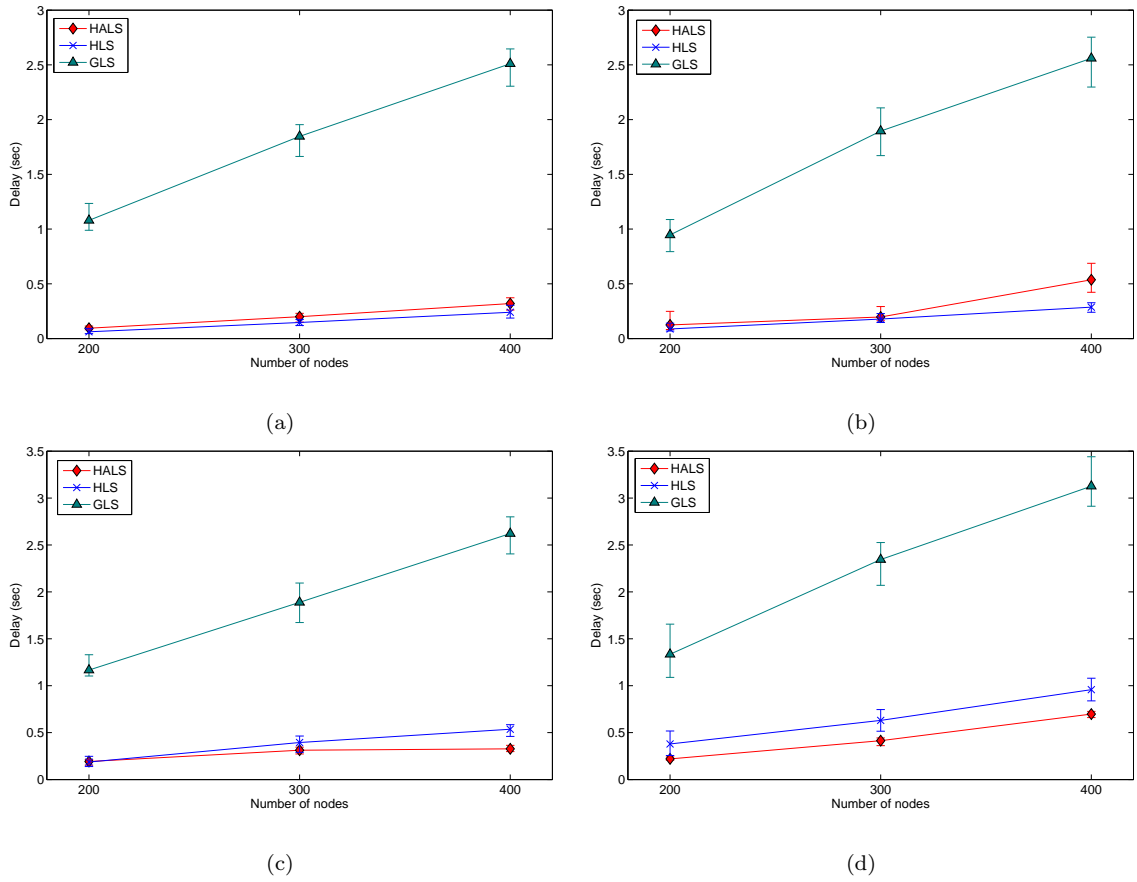 3
2.5
2
1.5
1
0.5
0
HALS
HLS
GLS
Delay (sec)
200 300 400
Number of nodes
(a)
3
2.5
2
1.5
1
0.5
0
HALS
HLS
GLS
Delay (sec)
200 300 400
Number of nodes
(b)
3.5
3
2.5
2
1.5
1
0.5
0
HALS
HLS
GLS
Delay (sec)
200 300 400
Number of nodes
(c)
3.5
3
2.5
2
1.5
1
0.5
0
HALS
HLS
GLS
Delay (sec)
200 300 400
Number of nodes
(d)